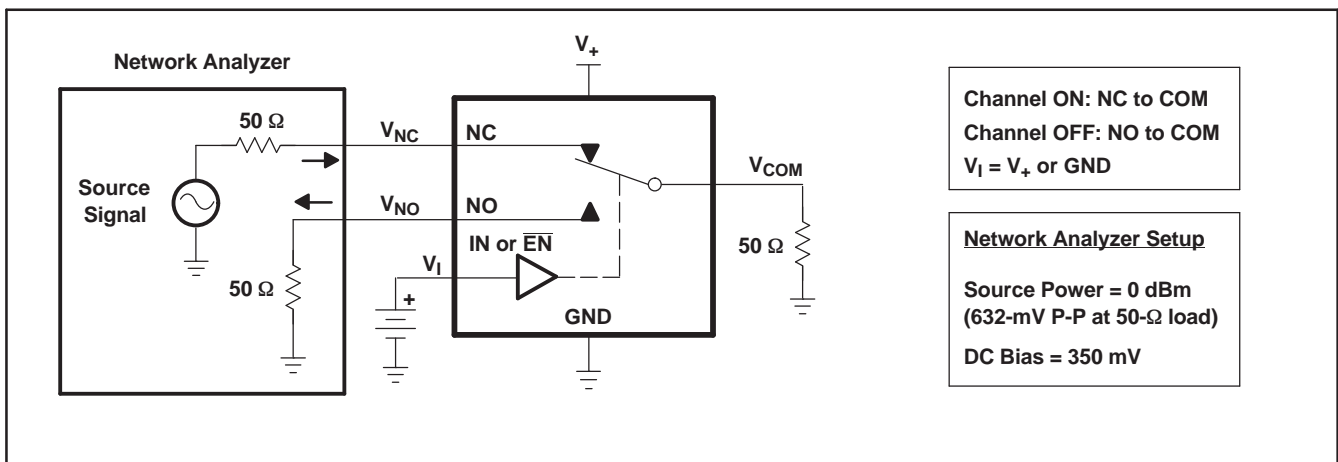 V+
Network Analyzer
50 Ω
VNC
NC
VCOM
Source
Signal
VNO
NO
50 Ω
IN or E̅N̅
VI
+
50 Ω
GND
Channel ON: NC to COM
Channel OFF: NO to COM
VI = V+ or GND
Network Analyzer Setup
Source Power = 0 dBm
(632-mV P-P at 50-Ω load)
DC Bias = 350 mV